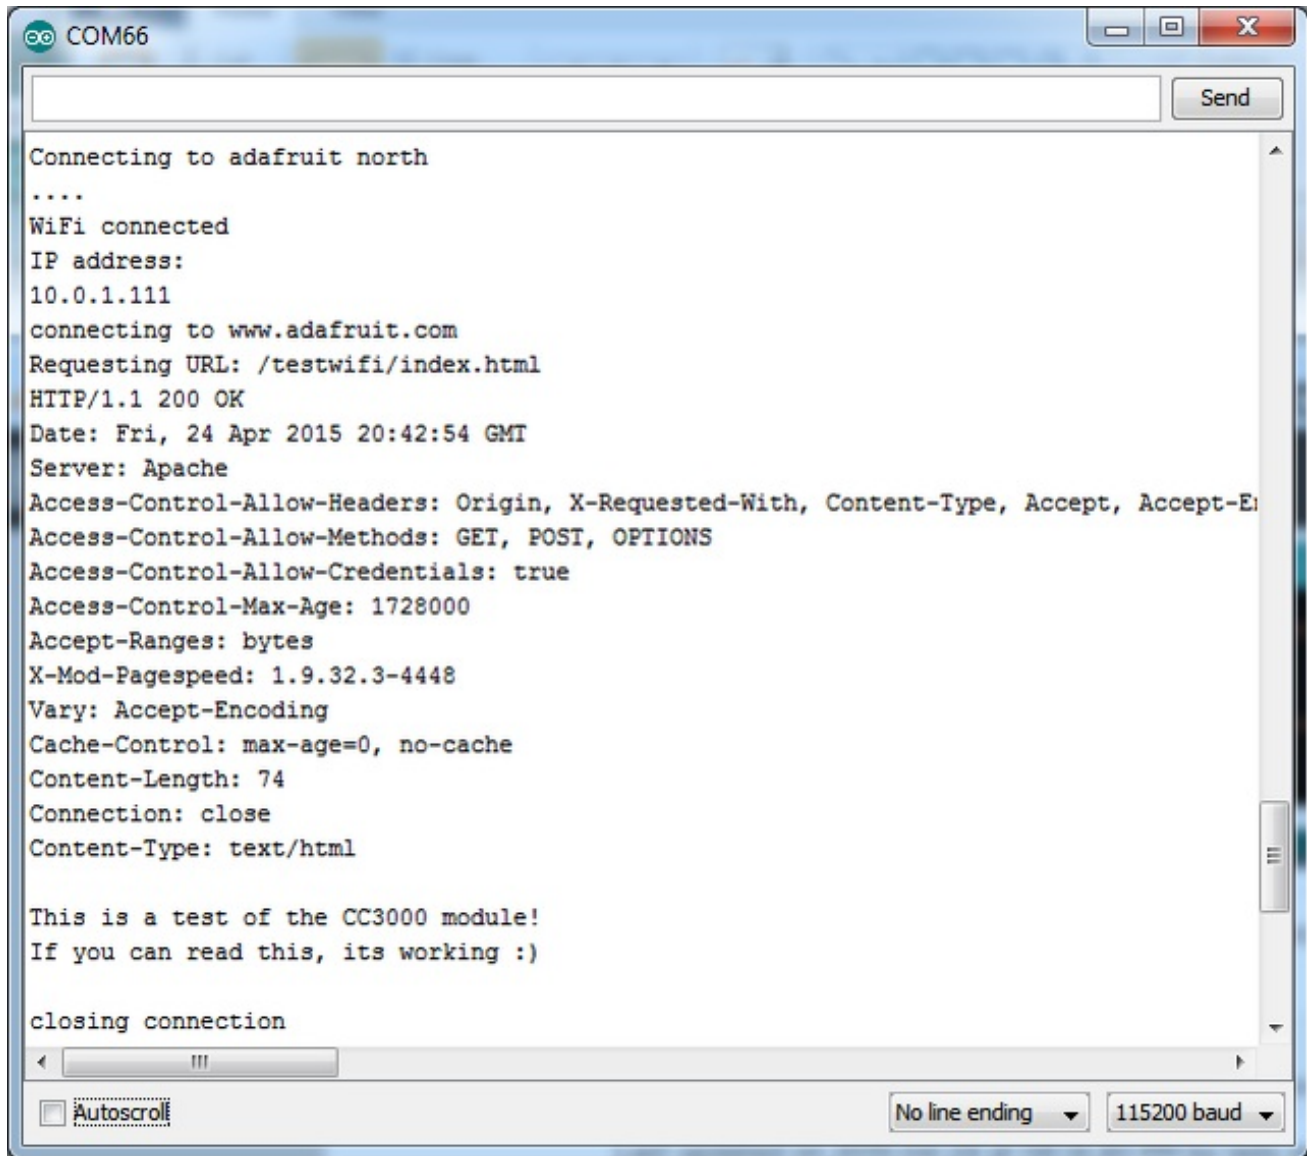 COM66
Send
Connecting to adafruit north
....
WiFi connected
IP address:
10.0.1.111
connecting to www.adafruit.com
Requesting URL: /testwifi/index.html
HTTP/1.1 200 OK
Date: Fri, 24 Apr 2015 20:42:54 GMT
Server: Apache
Access-Control-Allow-Headers: Origin, X-Requested-With, Content-Type, Accept, Accept-E
Access-Control-Allow-Methods: GET, POST, OPTIONS
Access-Control-Allow-Credentials: true
Access-Control-Max-Age: 1728000
Accept-Ranges: bytes
X-Mod-Pagespeed: 1.9.32.3-4448
Vary: Accept-Encoding
Cache-Control: max-age=0, no-cache
Content-Length: 74
Connection: close
Content-Type: text/html
This is a test of the CC3000 module!
If you can read this, its working :)
closing connection
Autoscroll
No line ending
115200 baud